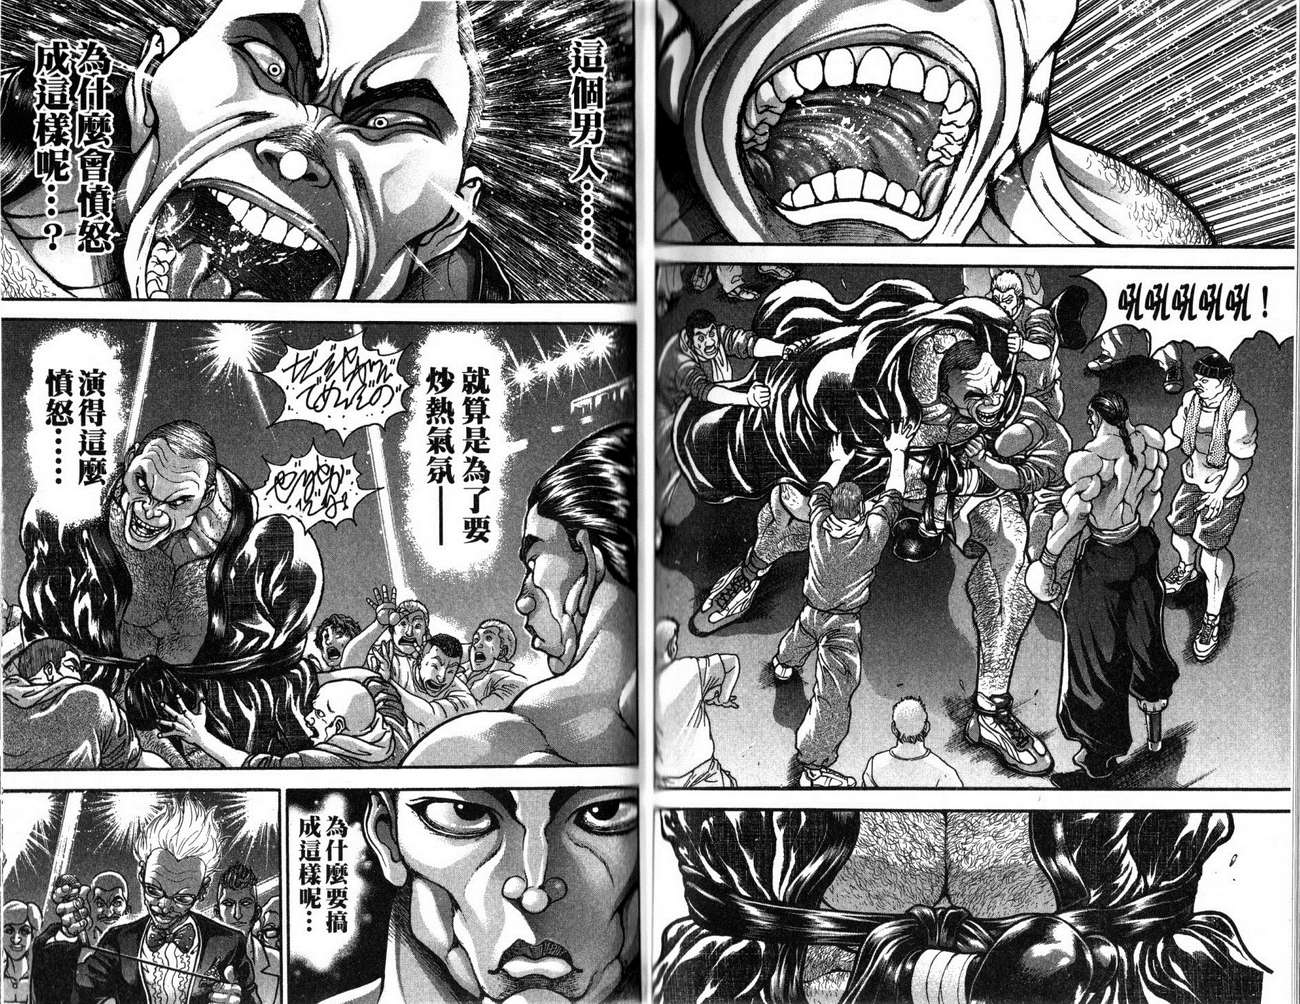 吼吼吼吼吼！
這個男人……
為什麼會憤怒
成這樣呢……？
就算是為了要
炒熱氣氛——
演得這麼
憤怒……
為什麼要搞
成這樣呢…